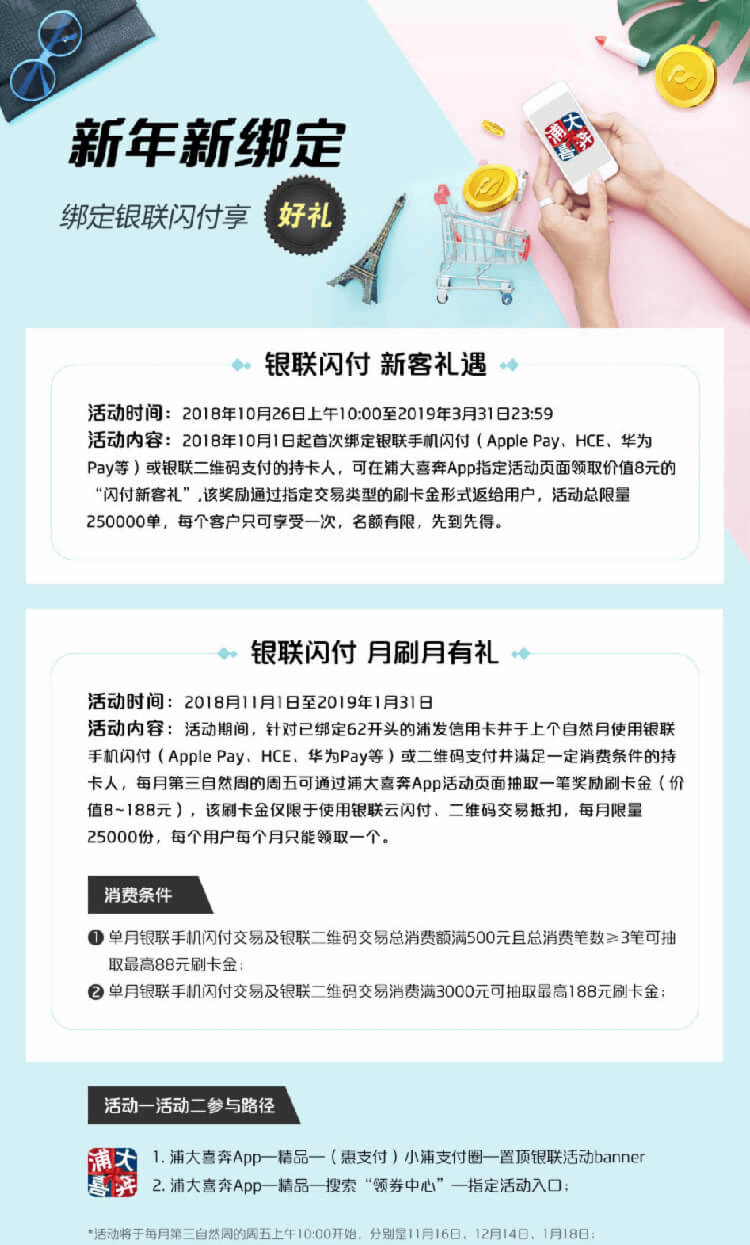 新年新绑定
绑定银联闪付享 好礼
浦大喜奔
银联闪付 新客礼遇
活动时间：2018年10月26日上午10:00至2019年3月31日23:59
活动内容：2018年10月1日起首次绑定银联手机闪付（Apple Pay、HCE、华为
Pay等）或银联二维码支付的持卡人，可在浦大喜奔App指定活动页面领取价值8元的
“闪付新客礼”,该奖励通过指定交易类型的刷卡金形式返给用户，活动总限量
250000单，每个客户只可享受一次，名额有限，先到先得。
银联闪付 月刷月有礼
活动时间：2018月11月1日至2019年1月31日
活动内容：活动期间，针对已绑定62开头的浦发信用卡并于上个自然月使用银联
手机闪付（Apple Pay、HCE、华为Pay等）或二维码支付并满足一定消费条件的持
卡人，每月第三自然周的周五可通过浦大喜奔App活动页面抽取一笔奖励刷卡金（价
值8~188元），该刷卡金仅限于使用银联云闪付、二维码交易抵扣，每月限量
25000份，每个用户每个月只能领取一个。
消费条件
❶ 单月银联手机闪付交易及银联二维码交易总消费额满500元且总消费笔数≥3笔可抽
取最高88元刷卡金；
❷ 单月银联手机闪付交易及银联二维码交易消费满3000元可抽取最高188元刷卡金；
活动一活动二参与路径
浦大喜奔
1. 浦大喜奔App—精品—（惠支付）小浦支付圈—置顶银联活动banner
2. 浦大喜奔App—精品—搜索“领券中心”—指定活动入口；
*活动将于每月第三自然周的周五上午10:00开始，分别是11月16日、12月14日、1月18日；